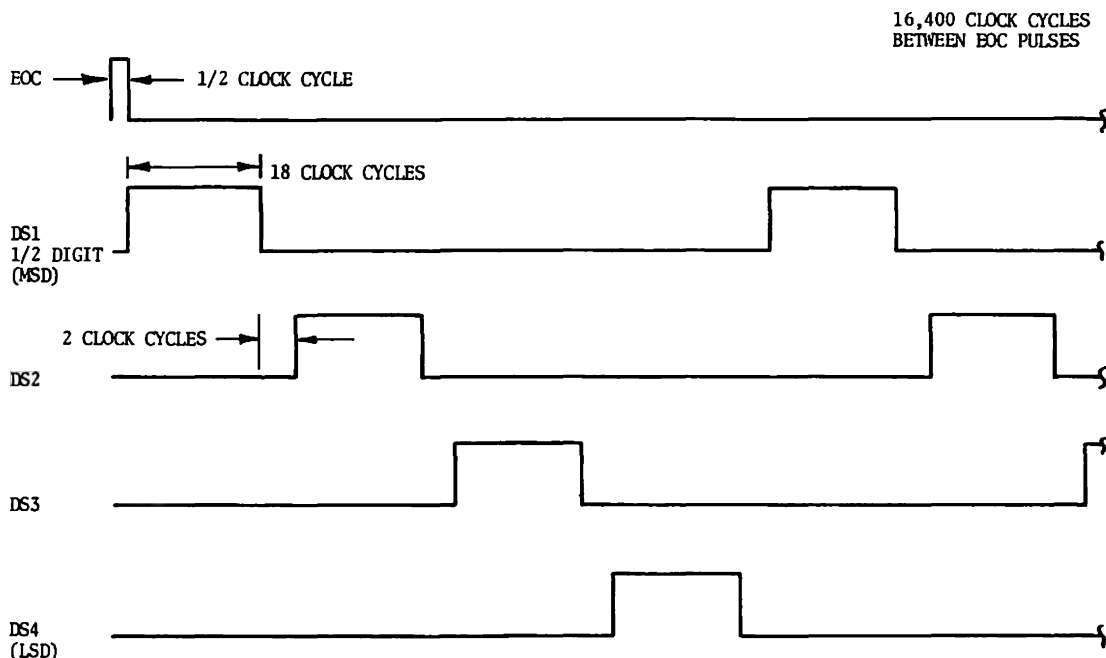 16,400 CLOCK CYCLES
BETWEEN EOC PULSES
EOC
1/2 CLOCK CYCLE
18 CLOCK CYCLES
DS1
1/2 DIGIT
(MSD)
2 CLOCK CYCLES
DS2
DS3
DS4
(LSD)